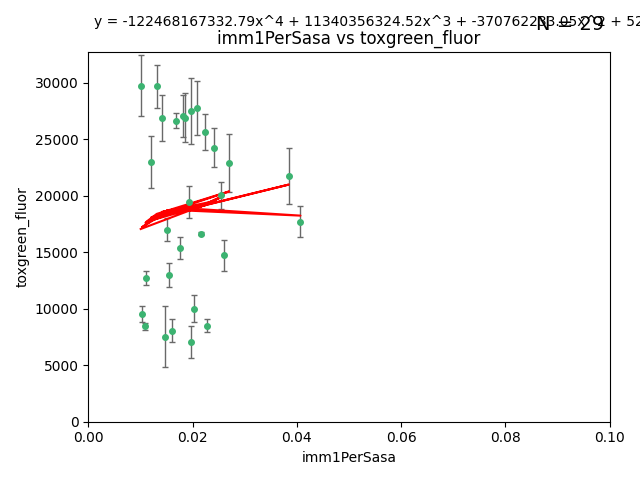 y = -122468167332.79x^4 + 11340356324.52x^3 + + 52
N = 29
imm1PerSasa vs toxgreen_fluor
30000
25000
20000
15000
10000
5000
0
toxgreen_fluor
0.00 0.02 0.04 0.06 0.08 0.10
imm1PerSasa